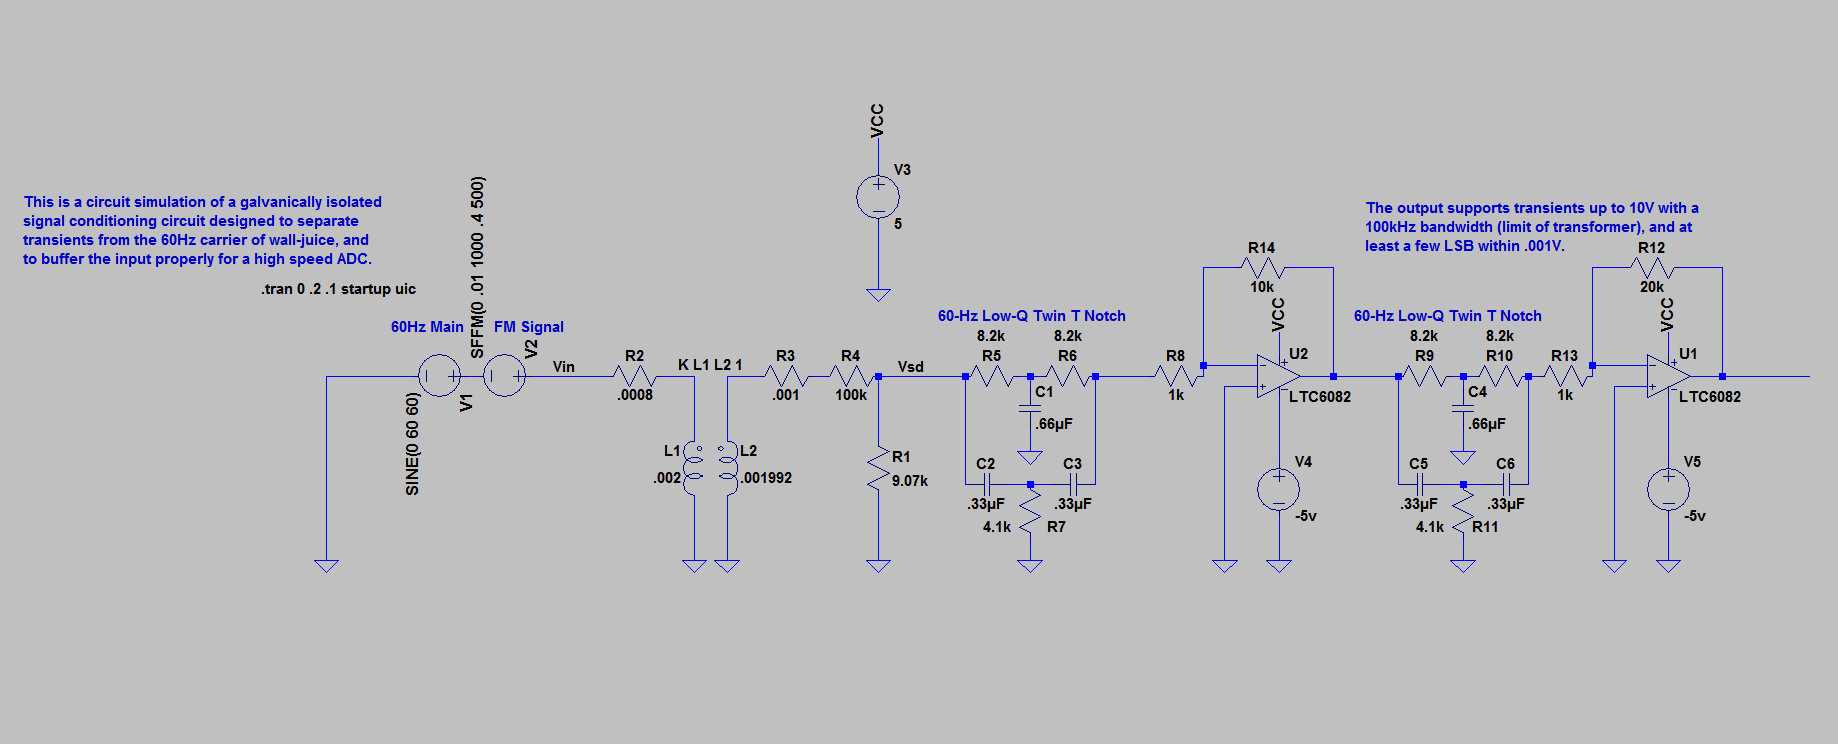 VCC
V3
5
This is a circuit simulation of a galvanically isolated
signal conditioning circuit designed to separate
transients from the 60Hz carrier of wall-juice, and
to buffer the input properly for a high speed ADC.
.tran 0 .2 .1 startup uic
60Hz Main
FM Signal
SFFM(0 .01 1000 .4 500)
V2
V1
SINE(0 60 60)
Vin
R2
.0008
K L1 L2 1
L1
.002
L2
.001992
R3
.001
R4
100k
Vsd
R1
9.07k
60-Hz Low-Q Twin T Notch
8.2k
8.2k
R5
R6
C1
.66µF
C2
C3
.33µF
.33µF
4.1k
R7
R8
1k
R14
10k
VCC
U2
LTC6082
V4
-5v
The output supports transients up to 10V with a
100kHz bandwidth (limit of transformer), and at
least a few LSB within .001V.
60-Hz Low-Q Twin T Notch
8.2k
8.2k
R9
R10
C4
.66µF
C5
C6
.33µF
.33µF
4.1k
R11
R13
1k
R12
20k
VCC
U1
LTC6082
V5
-5v